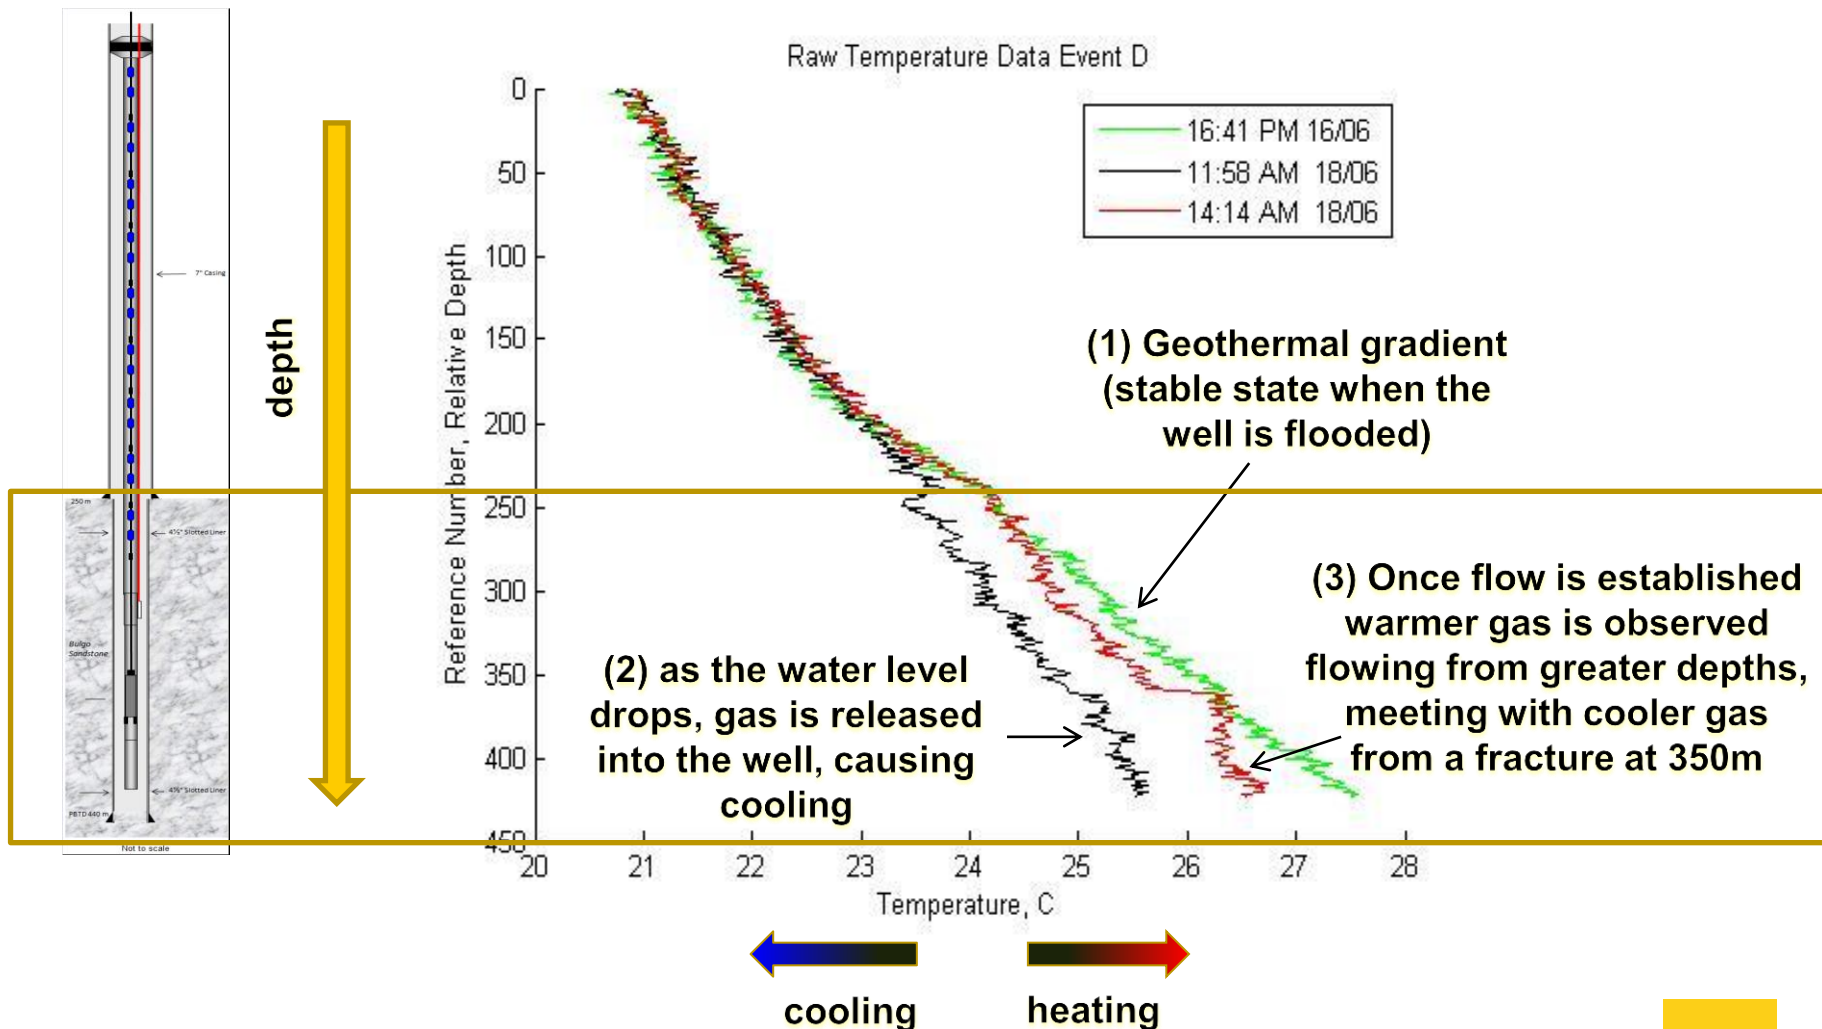 Raw Temperature Data Event D
16:41 PM 16/06
11:58 AM 18/06
14:14 AM 18/06
Reference Number, Relative Depth
0
50
100
150
200
250
300
350
400
450
20
21
22
23
24
25
26
27
28
Temperature, C
(1) Geothermal gradient
(stable state when the
well is flooded)
(2) as the water level
drops, gas is released
into the well, causing
cooling
(3) Once flow is established
warmer gas is observed
flowing from greater depths,
meeting with cooler gas
from a fracture at 350m
cooling
heating
depth
7" Casing
250 m
4½" Slotted Liner
Bulgo
Sandstone
4½" Slotted Liner
PBTD 440 m
Not to scale